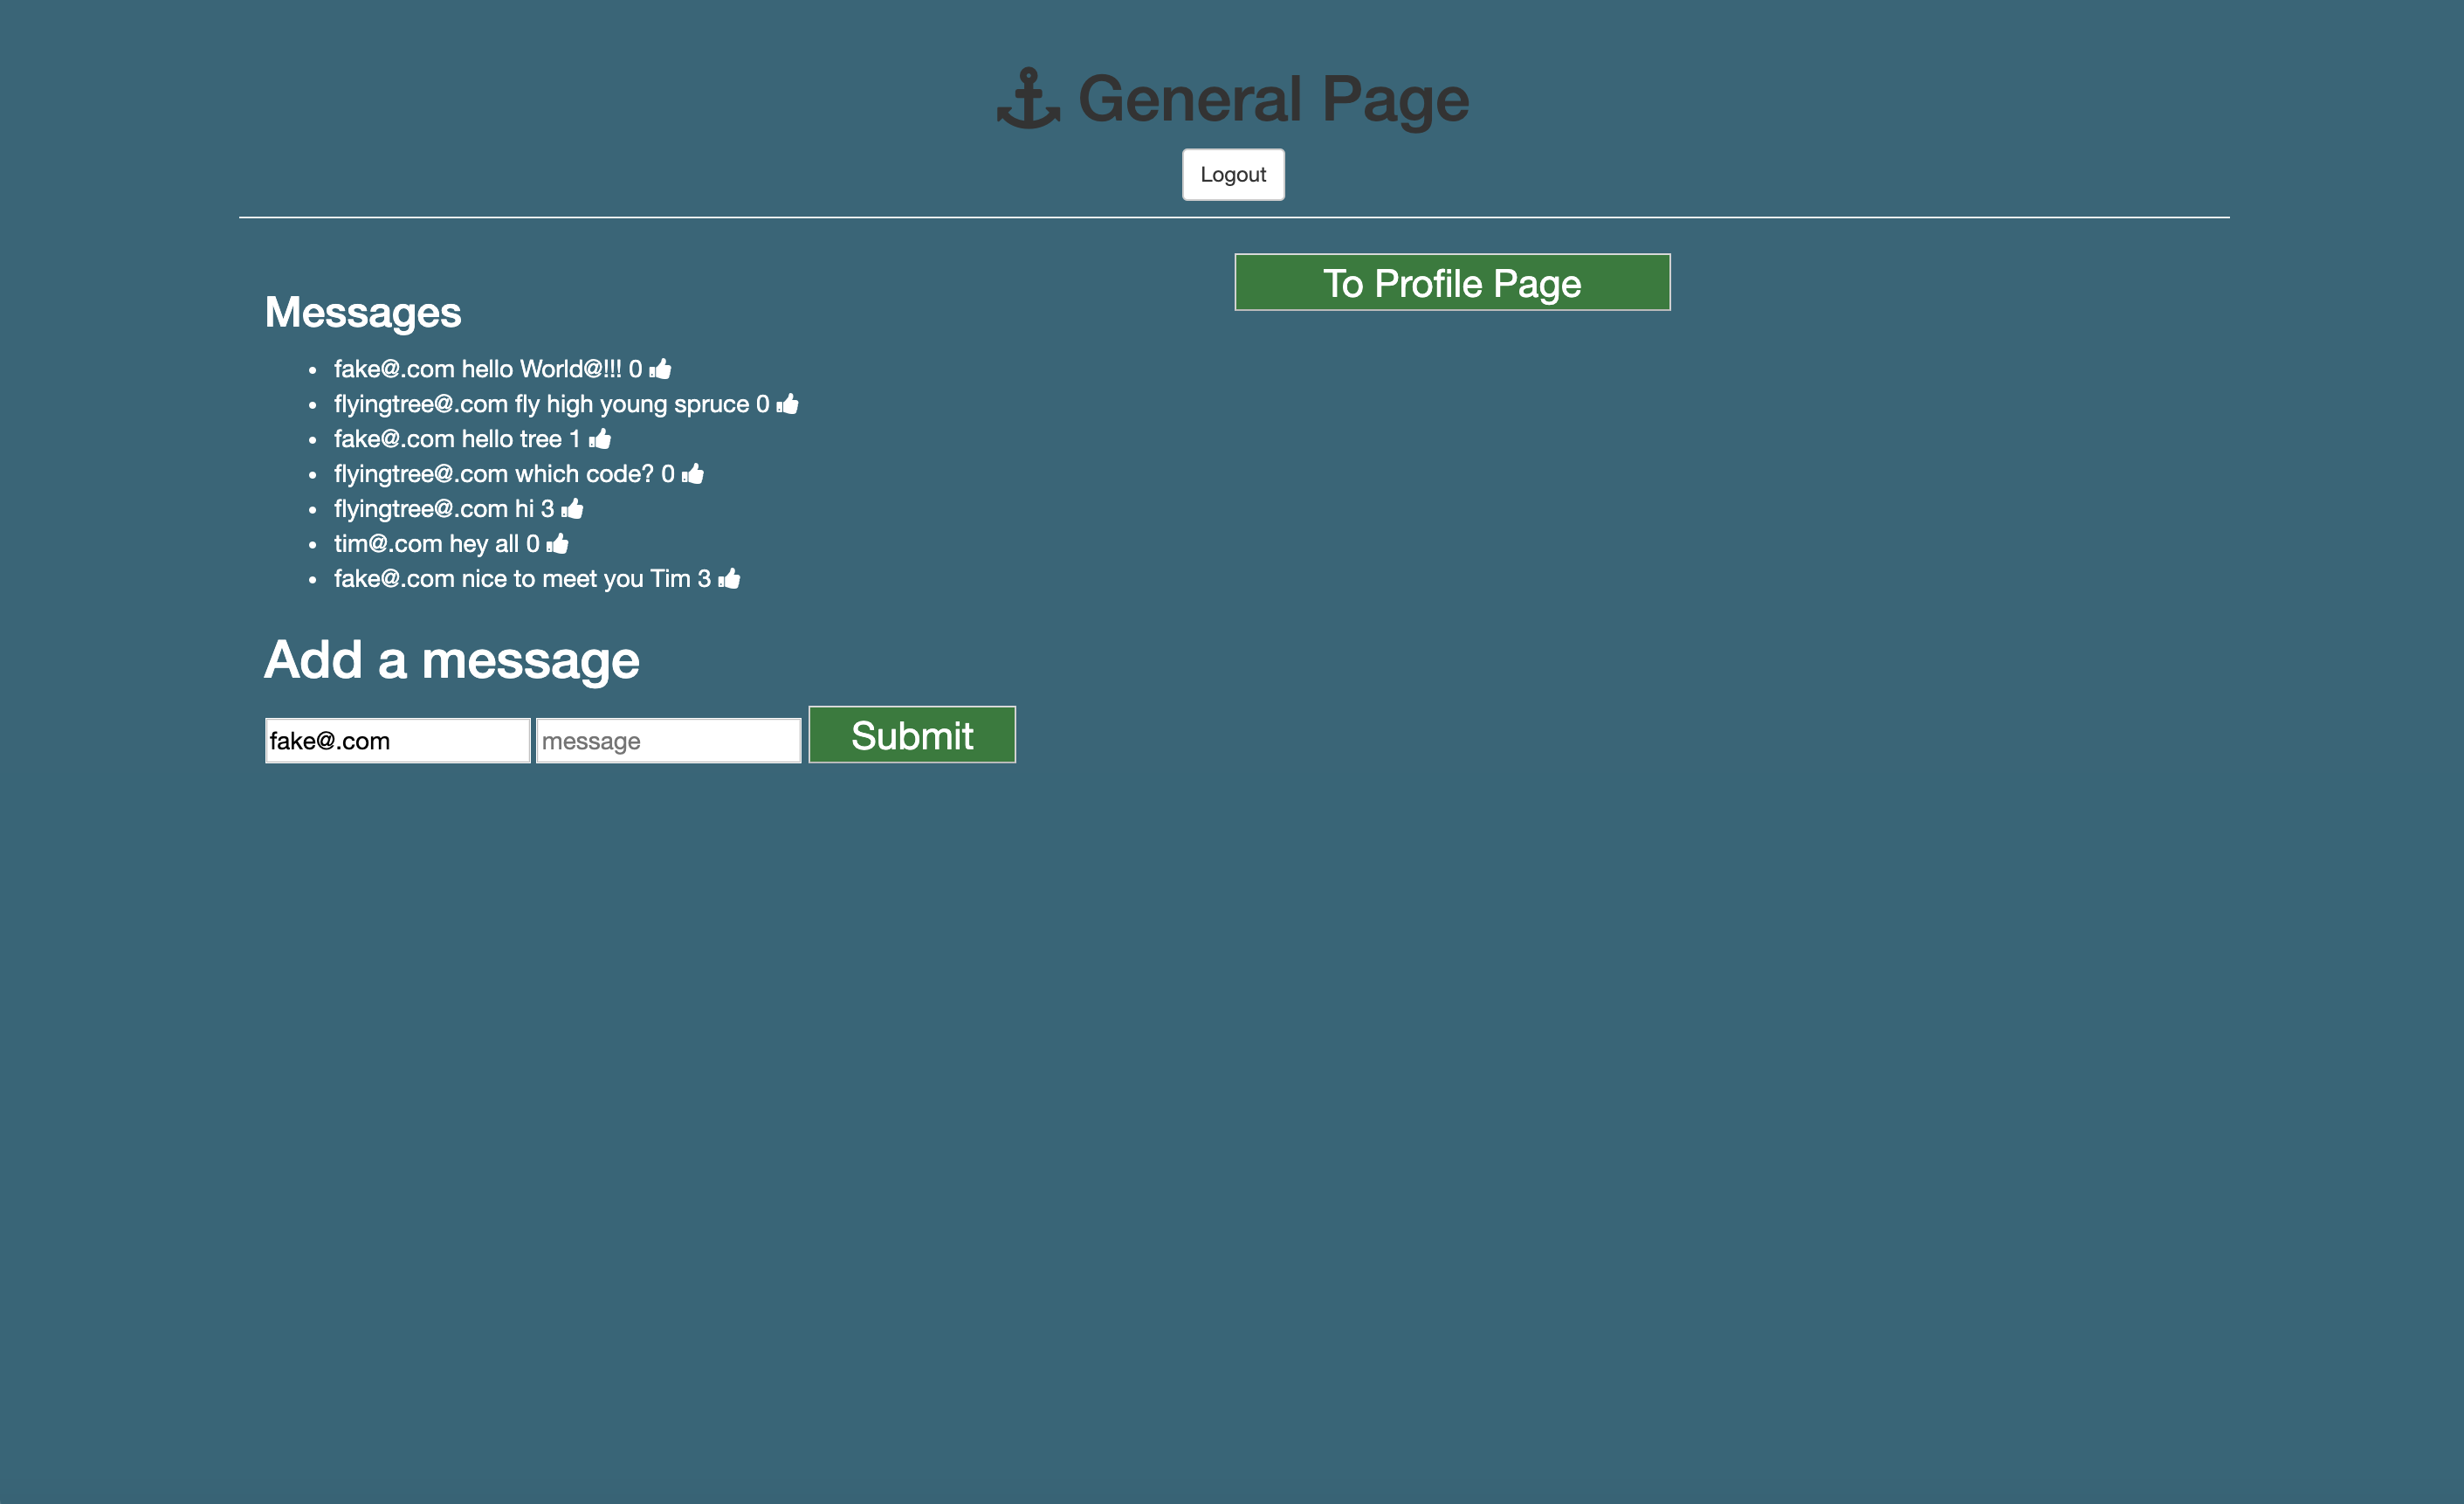 General Page
Logout
To Profile Page
Messages
fake@.com hello World@!!! 0
flyingtree@.com fly high young spruce 0
fake@.com hello tree 1
flyingtree@.com which code? 0
flyingtree@.com hi 3
tim@.com hey all 0
fake@.com nice to meet you Tim 3
Add a message
fake@.com message Submit